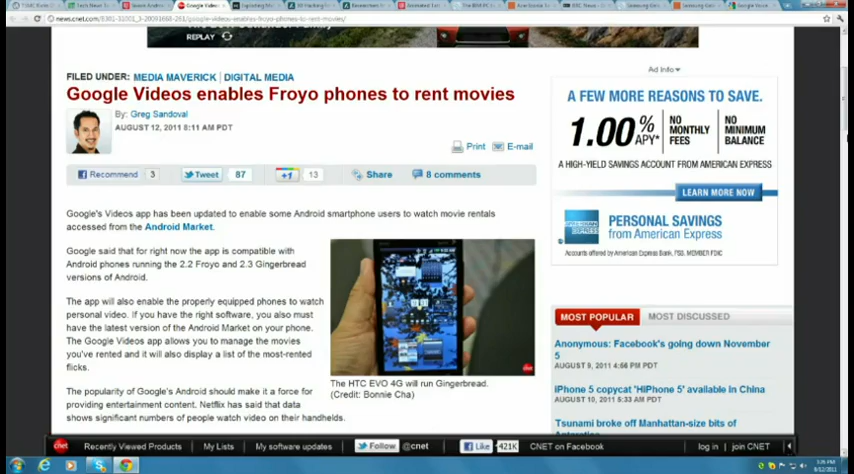 Google Videos
news.cnet.com/8301-31001_3-20091668-261/google-videos-enables-froyo-phones-to-rent-movies/
REPLAY
FILED UNDER: MEDIA MAVERICK | DIGITAL MEDIA
Google Videos enables Froyo phones to rent movies
By: Greg Sandoval
AUGUST 12, 2011 8:11 AM PDT
Print E-mail
Recommend 3 Tweet 87 +1 13 Share 8 comments
Google's Videos app has been updated to enable some Android smartphone users to watch movie rentals
accessed from the Android Market.
Google said that for right now the app is compatible with
Android phones running the 2.2 Froyo and 2.3 Gingerbread
versions of Android.
The app will also enable the properly equipped phones to watch
personal video. If you have the right software, you also must
have the latest version of the Android Market on your phone.
The Google Videos app allows you to manage the movies
you've rented and it will also display a list of the most-rented
flicks.
The HTC EVO 4G will run Gingerbread.
(Credit: Bonnie Cha)
The popularity of Google's Android should make it a force for
providing entertainment content. Netflix has said that data
shows significant numbers of people watch video on their handhelds.
Ad Info
A FEW MORE REASONS TO SAVE.
1.00% APY*
NO MONTHLY FEES
NO MINIMUM BALANCE
A HIGH-YIELD SAVINGS ACCOUNT FROM AMERICAN EXPRESS
LEARN MORE NOW
AMERICAN EXPRESS
PERSONAL SAVINGS
from American Express
Accounts offered by American Express Bank, FSB. MEMBER FDIC
MOST POPULAR MOST DISCUSSED
Anonymous: Facebook's going down November
5
AUGUST 9, 2011 4:56 PM PDT
iPhone 5 copycat 'HiPhone 5' available in China
AUGUST 10, 2011 5:33 AM PDT
Tsunami broke off Manhattan-size bits of
cnet Recently Viewed Products My Lists My software updates Follow @cnet Like 421K CNET on Facebook log in | join CNET